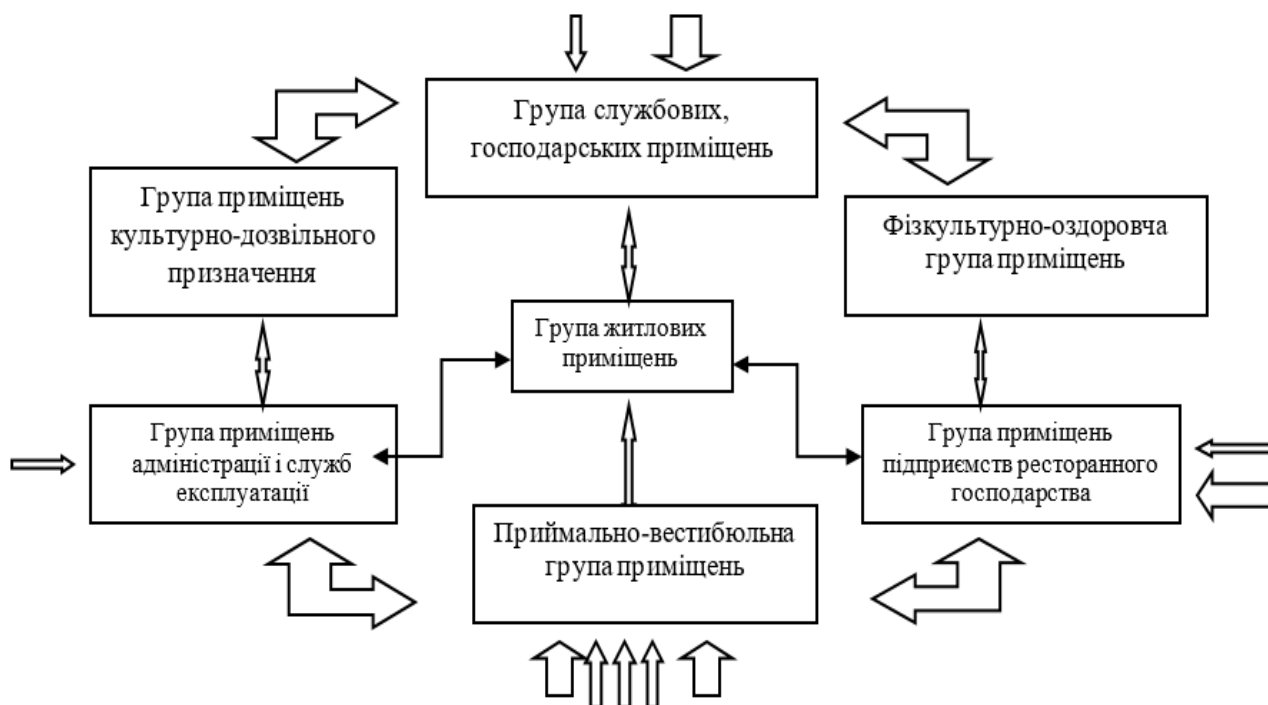 Група службових,
господарських приміщень
Група приміщень
культурно-дозвільного
призначення
Фізкультурно-оздоровча
група приміщень
Група житлових
приміщень
Група приміщень
адміністрації і служб
експлуатації
Група приміщень
підприємств ресторанного
господарства
Приймально-вестибюльна
група приміщень